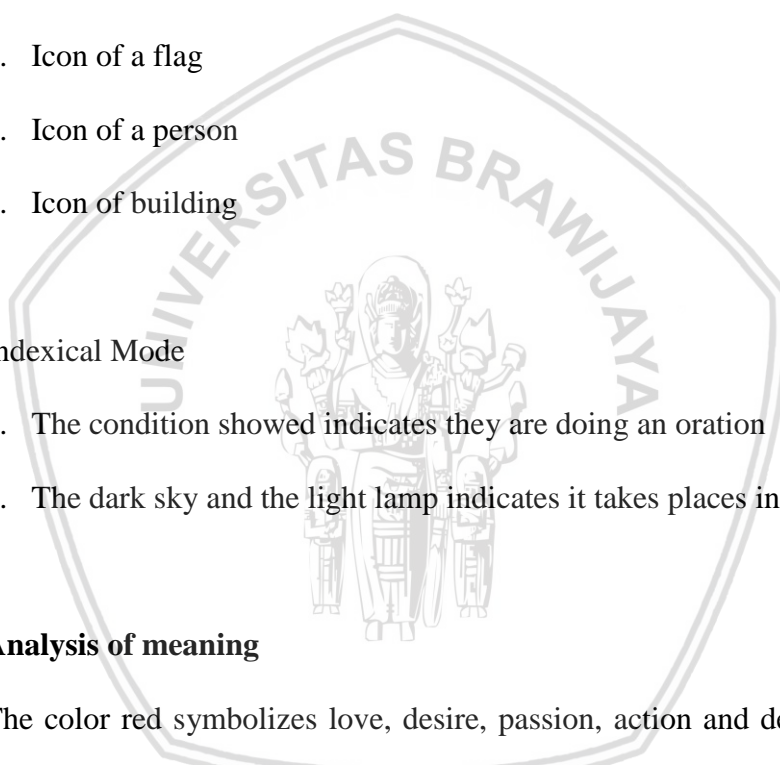 . Icon of a flag
. Icon of a person
. Icon of building
UNIVERSITAS BRAWIJAYA
ndexical Mode
. The condition showed indicates they are doing an oration
. The dark sky and the light lamp indicates it takes places in
Analysis of meaning
The color red symbolizes love, desire, passion, action and de